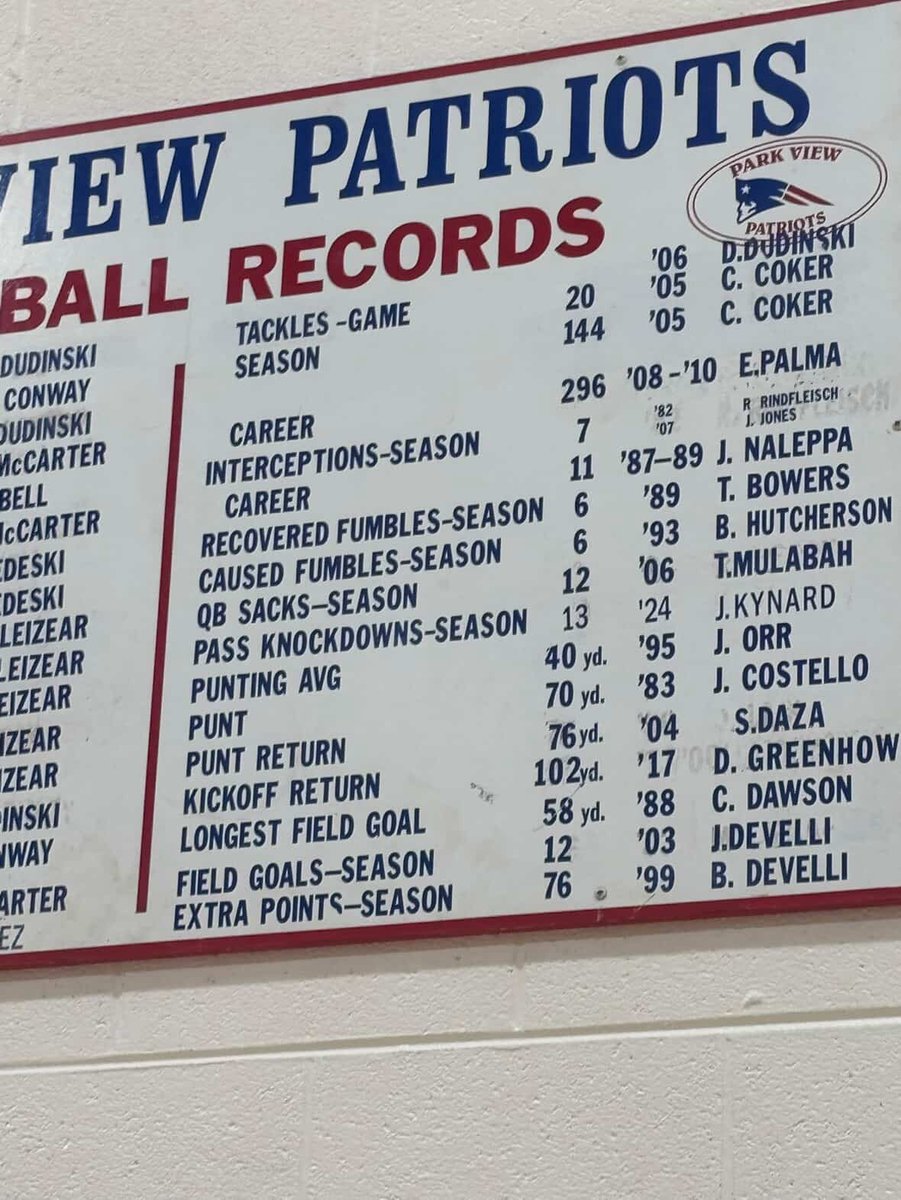 VIEW PATRIOTS
BALL RECORDS
PARK VIEW
PATRIOTS
DUDINSKI
CONWAY
DUDINSKI
McCARTER
BELL
McCARTER
EDESKI
EDESKI
LEIZEAR
LEIZEAR
EIZEAR
IZEAR
IZEAR
PINSKI
NWAY
ARTER
EZ
'06 D.DUDINSKI
TACKLES -GAME 20 '05 C. COKER
SEASON 144 '05 C. COKER
CAREER 296 '08-'10 E.PALMA
INTERCEPTIONS-SEASON 7 '82 R RINDFLEISCH
'07 J. JONES
CAREER 11 '87-89 J. NALEPPA
RECOVERED FUMBLES-SEASON 6 '89 T. BOWERS
CAUSED FUMBLES-SEASON 6 '93 B. HUTCHERSON
QB SACKS-SEASON 12 '06 T.MULABAH
PASS KNOCKDOWNS-SEASON 13 '24 J.KYNARD
PUNTING AVG 40 yd. '95 J. ORR
PUNT 70 yd. '83 J. COSTELLO
PUNT RETURN 76yd. '04 S.DAZA
KICKOFF RETURN 102yd. '17 D. GREENHOW
LONGEST FIELD GOAL 58 yd. '88 C. DAWSON
FIELD GOALS-SEASON 12 '03 J.DEVELLI
EXTRA POINTS-SEASON 76 '99 B. DEVELLI